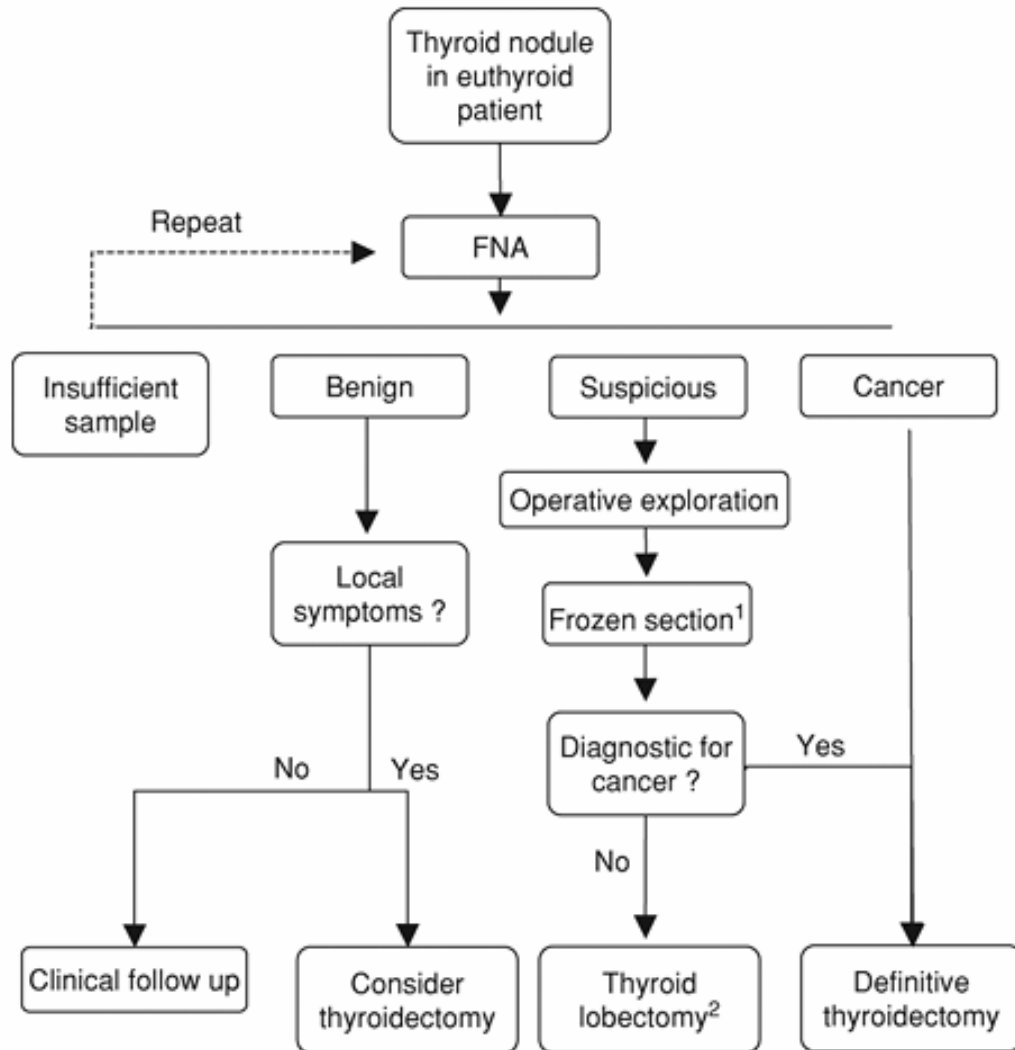 Thyroid nodule
in euthyroid
patient
Repeat
FNA
Insufficient
sample
Benign
Suspicious
Cancer
Operative exploration
Local
symptoms ?
Frozen section¹
Diagnostic for
cancer ?
Yes
No
Yes
No
Clinical follow up
Consider
thyroidectomy
Thyroid
lobectomy²
Definitive
thyroidectomy